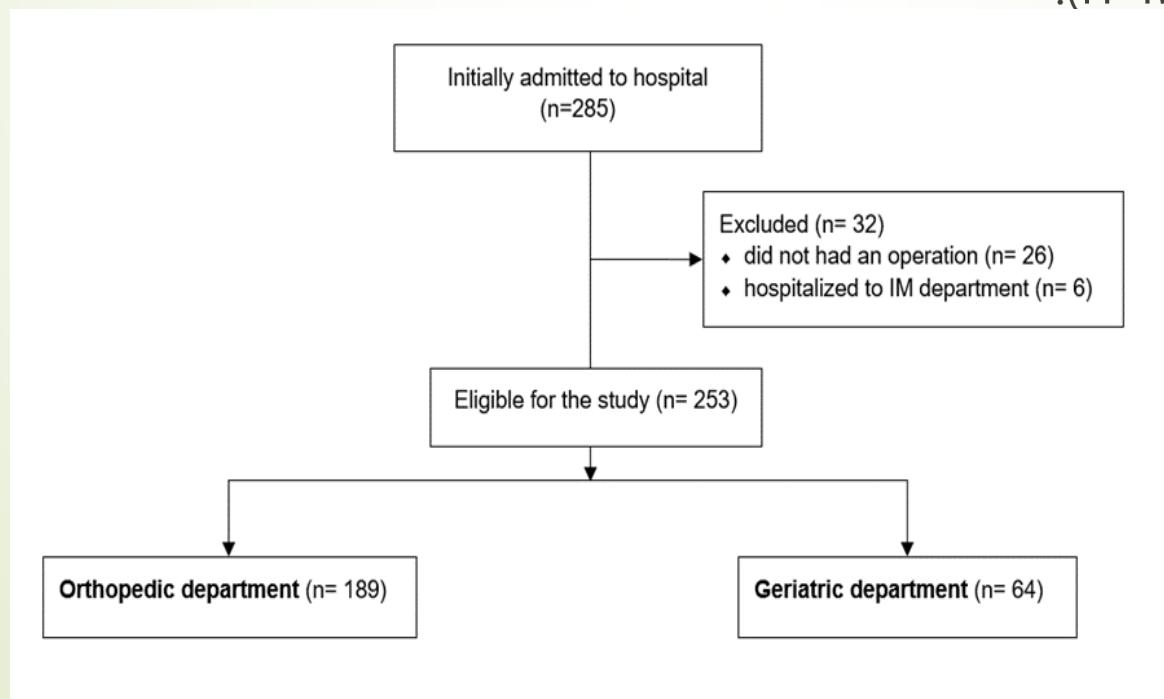 Initially admitted to hospital
(n=285)
Excluded (n= 32)
⬧ did not had an operation (n= 26)
⬧ hospitalized to IM department (n= 6)
Eligible for the study (n= 253)
Orthopedic department (n= 189)
Geriatric department (n= 64)